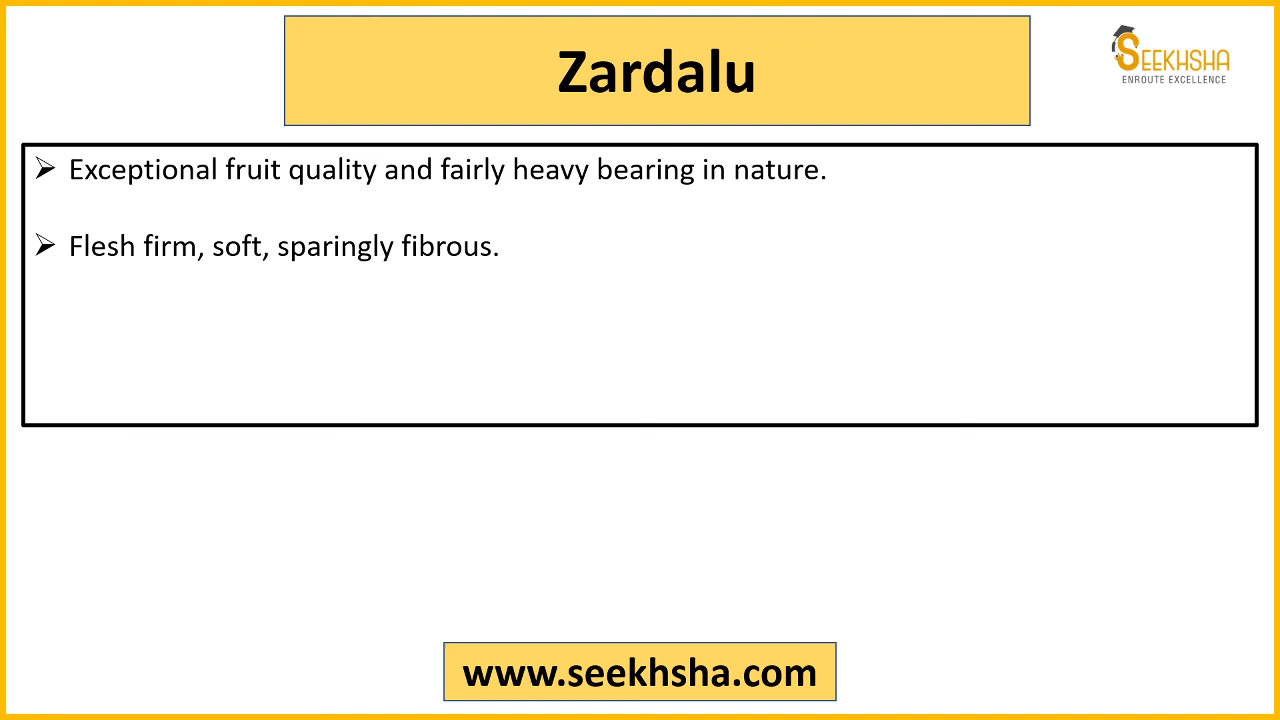 Zardalu
SEEKHSHA
ENROUTE EXCELLENCE
➢ Exceptional fruit quality and fairly heavy bearing in nature.
➢ Flesh firm, soft, sparingly fibrous.
www.seekhsha.com